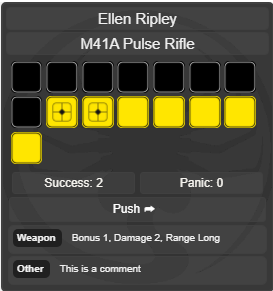 Ellen Ripley
M41A Pulse Rifle
Success: 2 Panic: 0
Push ➦
Weapon Bonus 1, Damage 2, Range Long
Other This is a comment